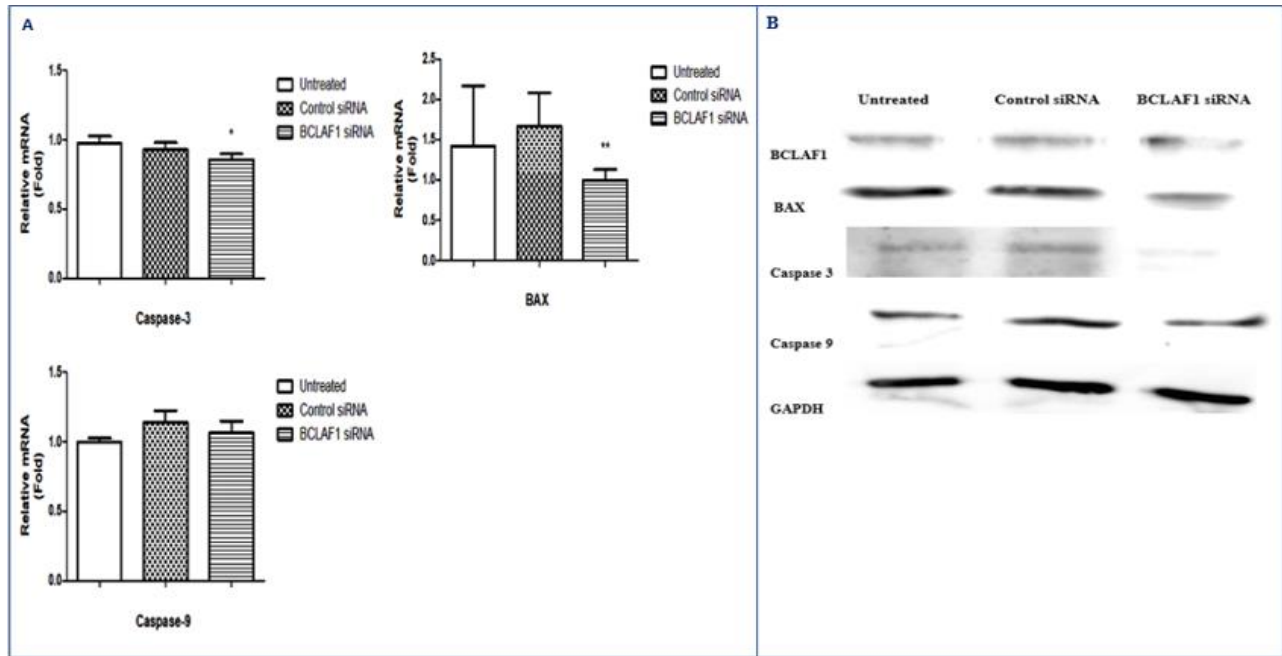 A
1.5
1.0
0.5
0.0
Relative mRNA
(Fold)
Untreated
Control siRNA
BCLAF1 siRNA
*
Caspase-3
2.5
2.0
1.5
1.0
0.5
0.0
Relative mRNA
(Fold)
Untreated
Control siRNA
BCLAF1 siRNA
**
BAX
1.5
1.0
0.5
0.0
Relative mRNA
(Fold)
Untreated
Control siRNA
BCLAF1 siRNA
Caspase-9
B
Untreated Control siRNA BCLAF1 siRNA
BCLAF1
BAX
Caspase 3
Caspase 9
GAPDH